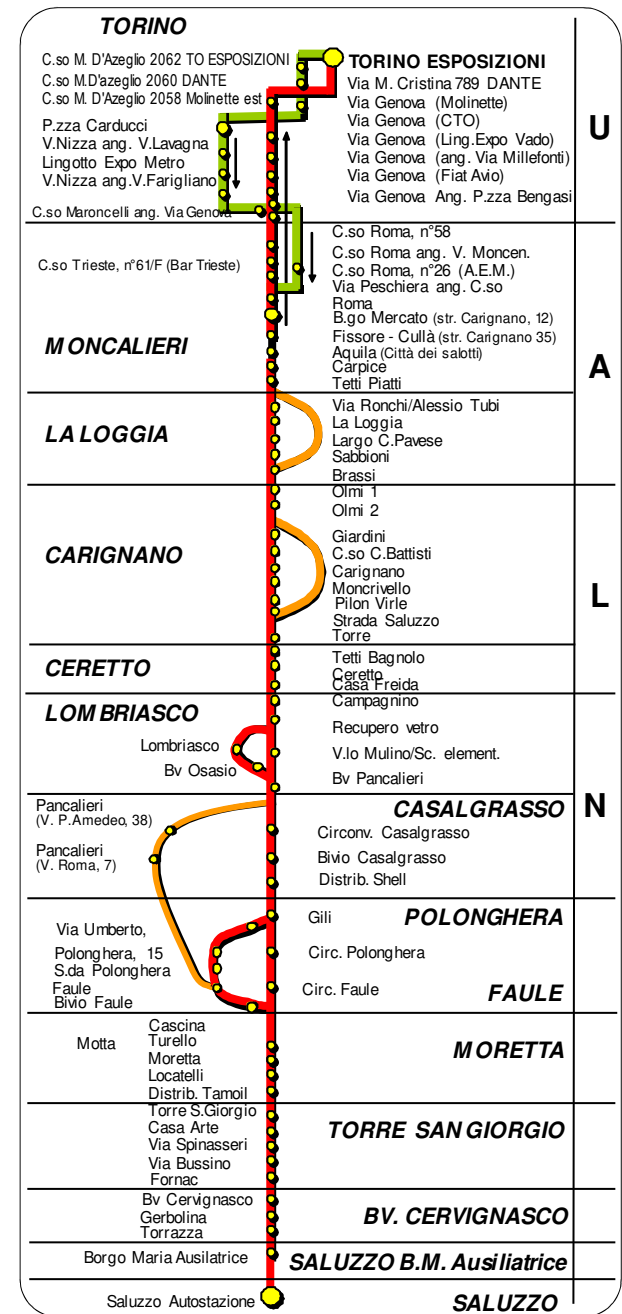 TORINO
C.so M. D'Azeglio 2062 TO ESPOSIZIONI
C.so M.D'azeglio 2060 DANTE
C.so M. D'Azeglio 2058 Molinette est
P.zza Carducci
V.Nizza ang. V.Lavagna
Lingotto Expo Metro
V.Nizza ang.V.Farigliano
C.so Maroncelli ang. Via Genova
TORINO ESPOSIZIONI
Via M. Cristina 789 DANTE
Via Genova (Molinette)
Via Genova (CTO)
Via Genova (Ling.Expo Vado)
Via Genova (ang. Via Millefonti)
Via Genova (Fiat Avio)
Via Genova Ang. P.zza Bengasi
U
C.so Trieste, n°61/F (Bar Trieste)
MONCALIERI
C.so Roma, n°58
C.so Roma ang. V. Moncen.
C.so Roma, n°26 (A.E.M.)
Via Peschiera ang. C.so
Roma
B.go Mercato (str. Carignano, 12)
Fissore - Cullà (str. Carignano 35)
Aquila (Città dei salotti)
Carpice
Tetti Piatti
A
LA LOGGIA
Via Ronchi/Alessio Tubi
La Loggia
Largo C.Pavese
Sabbioni
Brassi
CARIGNANO
Olmi 1
Olmi 2
Giardini
C.so C.Battisti
Carignano
Moncrivello
Pilon Virle
Strada Saluzzo
Torre
L
CERETTO
Tetti Bagnolo
Ceretto
Casa Freida
LOMBRIASCO
Lombriasco
Bv Osasio
Campagnino
Recupero vetro
V.lo Mulino/Sc. element.
Bv Pancalieri
N
Pancalieri
(V. P.Amedeo, 38)
Pancalieri
(V. Roma, 7)
CASALGRASSO
Circonv. Casalgrasso
Bivio Casalgrasso
Distrib. Shell
Via Umberto,
Polonghera, 15
S.da Polonghera
Faule
Bivio Faule
Gili
POLONGHERA
Circ. Polonghera
Circ. Faule
FAULE
Motta
Cascina
Turello
Moretta
Locatelli
Distrib. Tamoil
MORETTA
Torre S.Giorgio
Casa Arte
Via Spinasseri
Via Bussino
Fornac
TORRE SAN GIORGIO
Bv Cervignasco
Gerbolina
Torrazza
BV. CERVIGNASCO
Borgo Maria Ausilatrice
SALUZZO B.M. Ausiliatrice
Saluzzo Autostazione
SALUZZO